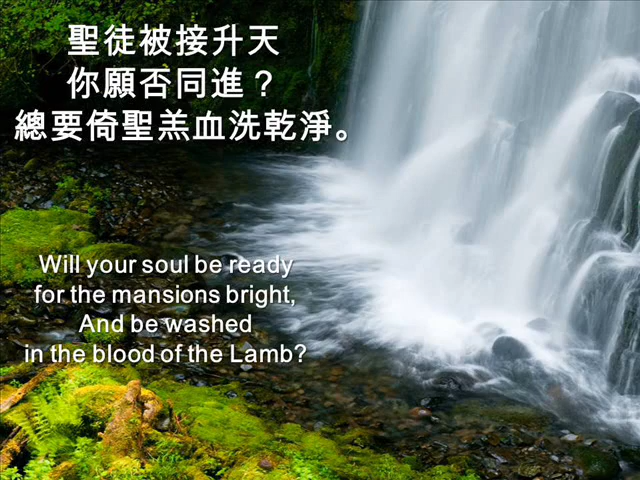 聖徒被接升天
你願否同進？
總要倚聖羔血洗乾淨。
Will your soul be ready
for the mansions bright,
And be washed
in the blood of the Lamb?